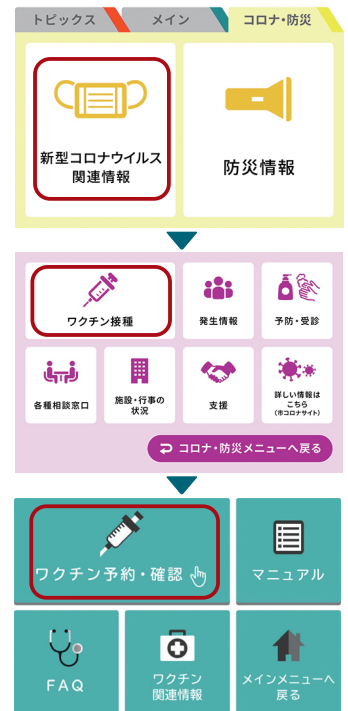 トピックス
メイン
コロナ・防災
新型コロナウイルス
関連情報
防災情報
ワクチン接種
発生情報
予防・受診
各種相談窓口
施設・行事の
状況
支援
詳しい情報は
こちら
(市コロナサイト)
コロナ・防災メニューへ戻る
ワクチン予約・確認
マニュアル
FAQ
ワクチン
関連情報
メインメニューへ
戻る